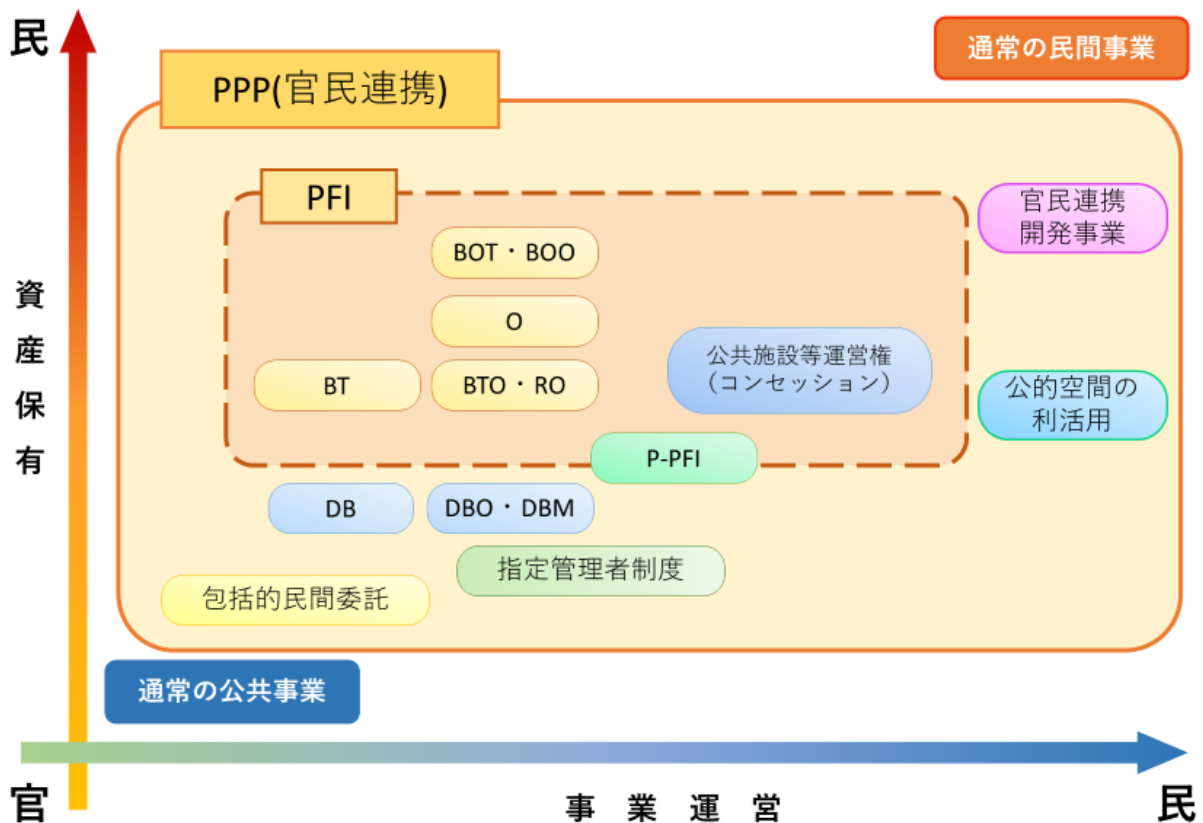 民
通常の民間事業
PPP(官民連携)
PFI
官民連携
開発事業
BOT・BOO
O
公共施設等運営権
（コンセッション）
BT
BTO・RO
公的空間の
利活用
P-PFI
DB
DBO・DBM
指定管理者制度
包括的民間委託
通常の公共事業
資産保有
官
事業運営
民